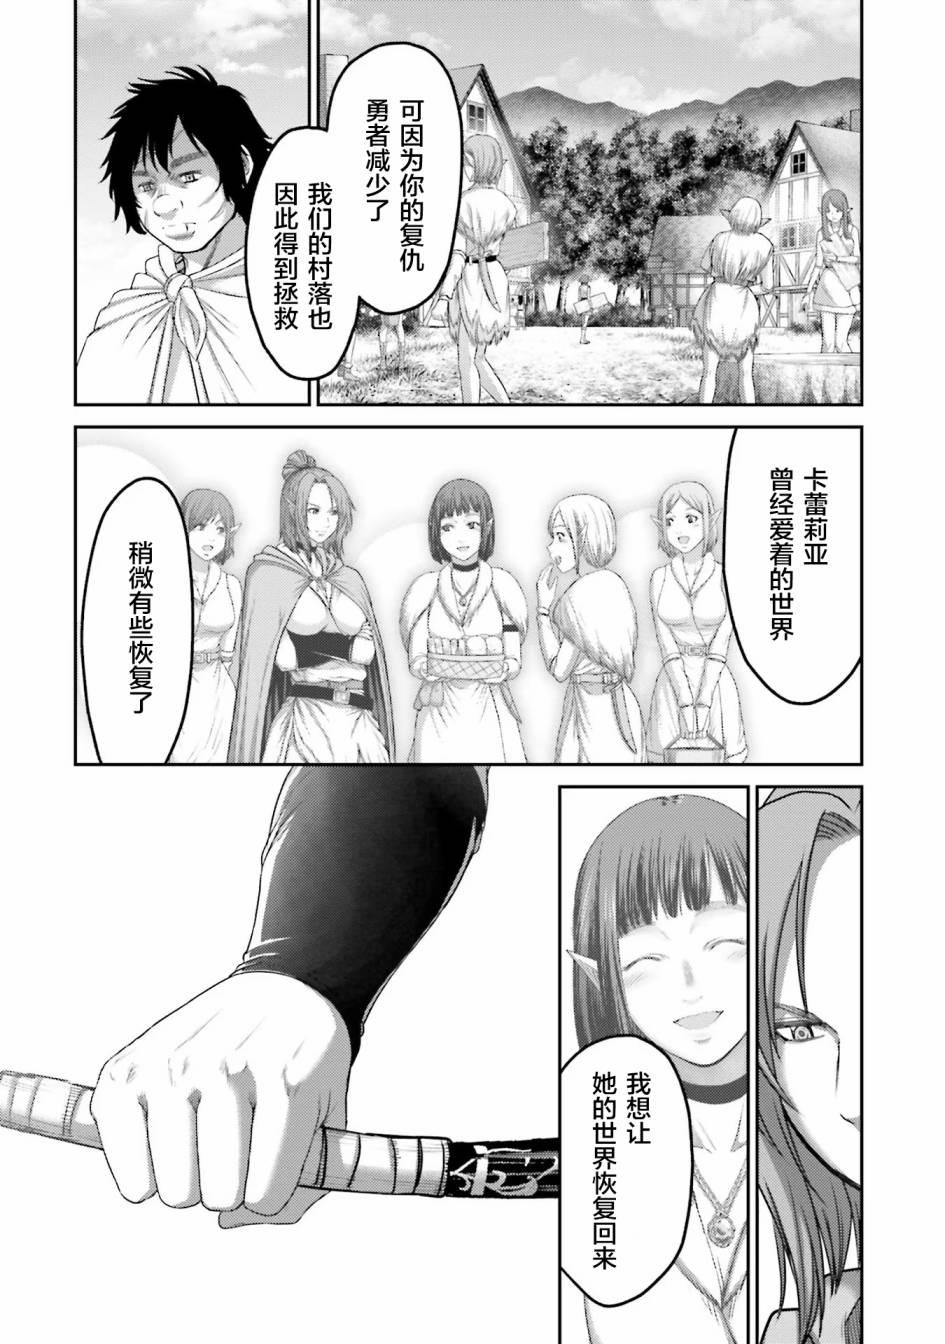 可因为你的复仇
勇者减少了
我们的村落也
因此得到拯救
卡蕾莉亚
曾经爱着的世界
稍微有些恢复了
我想让
她的世界恢复回来